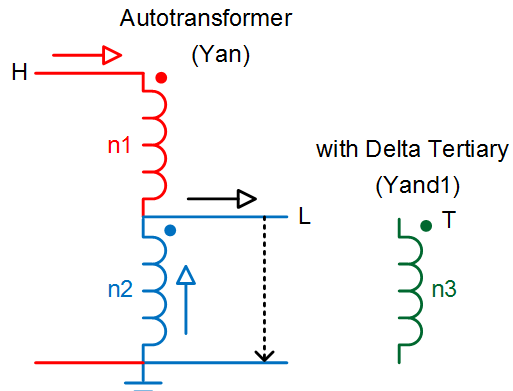 Autotransformer
(Yan)
H
n1
with Delta Tertiary
(Yand1)
L
T
n2
n3